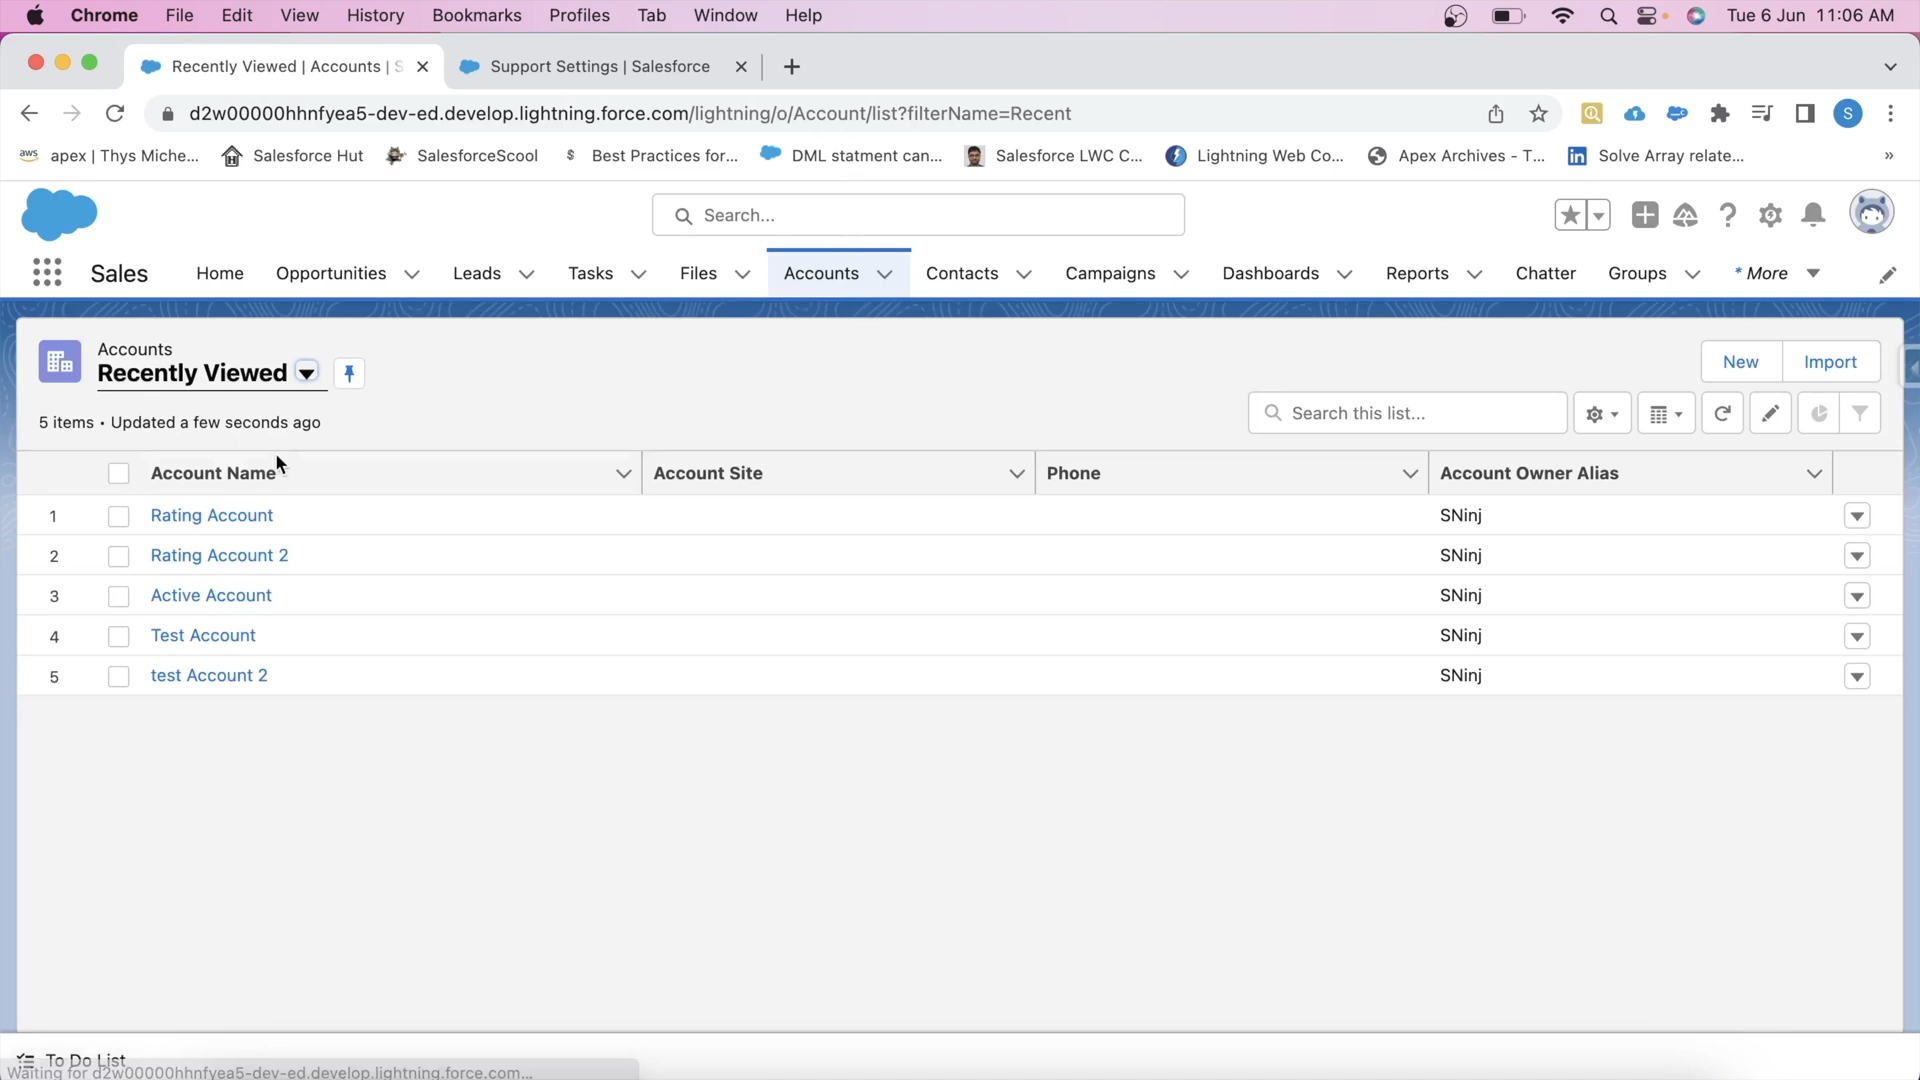 Chrome File Edit View History Bookmarks Profiles Tab Window Help Tue 6 Jun 11:06 AM
Recently Viewed | Accounts | S Support Settings | Salesforce
d2w00000hhnfyea5-dev-ed.develop.lightning.force.com/lightning/o/Account/list?filterName=Recent S
aws apex | Thys Miche... Salesforce Hut SalesforceScool $ Best Practices for... DML statment can... Salesforce LWC C... Lightning Web Co... Apex Archives - T... in Solve Array relate... »
Search...
Sales Home Opportunities Leads Tasks Files Accounts Contacts Campaigns Dashboards Reports Chatter Groups * More
Accounts
Recently Viewed
New Import
5 items • Updated a few seconds ago
Search this list...
Account Name Account Site Phone Account Owner Alias
1 Rating Account SNinj
2 Rating Account 2 SNinj
3 Active Account SNinj
4 Test Account SNinj
5 test Account 2 SNinj
To Do List
Waiting for d2w00000hhnfyea5-dev-ed.develop.lightning.force.com...